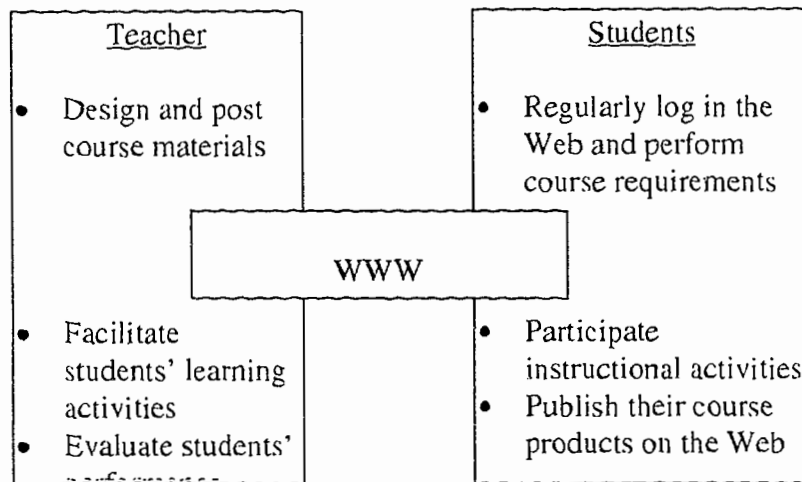 Teacher
• Design and post
course materials
Students
• Regularly log in the
Web and perform
course requirements
WWW
• Facilitate
students' learning
activities
• Evaluate students'
• Participate
instructional activities
• Publish their course
products on the Web